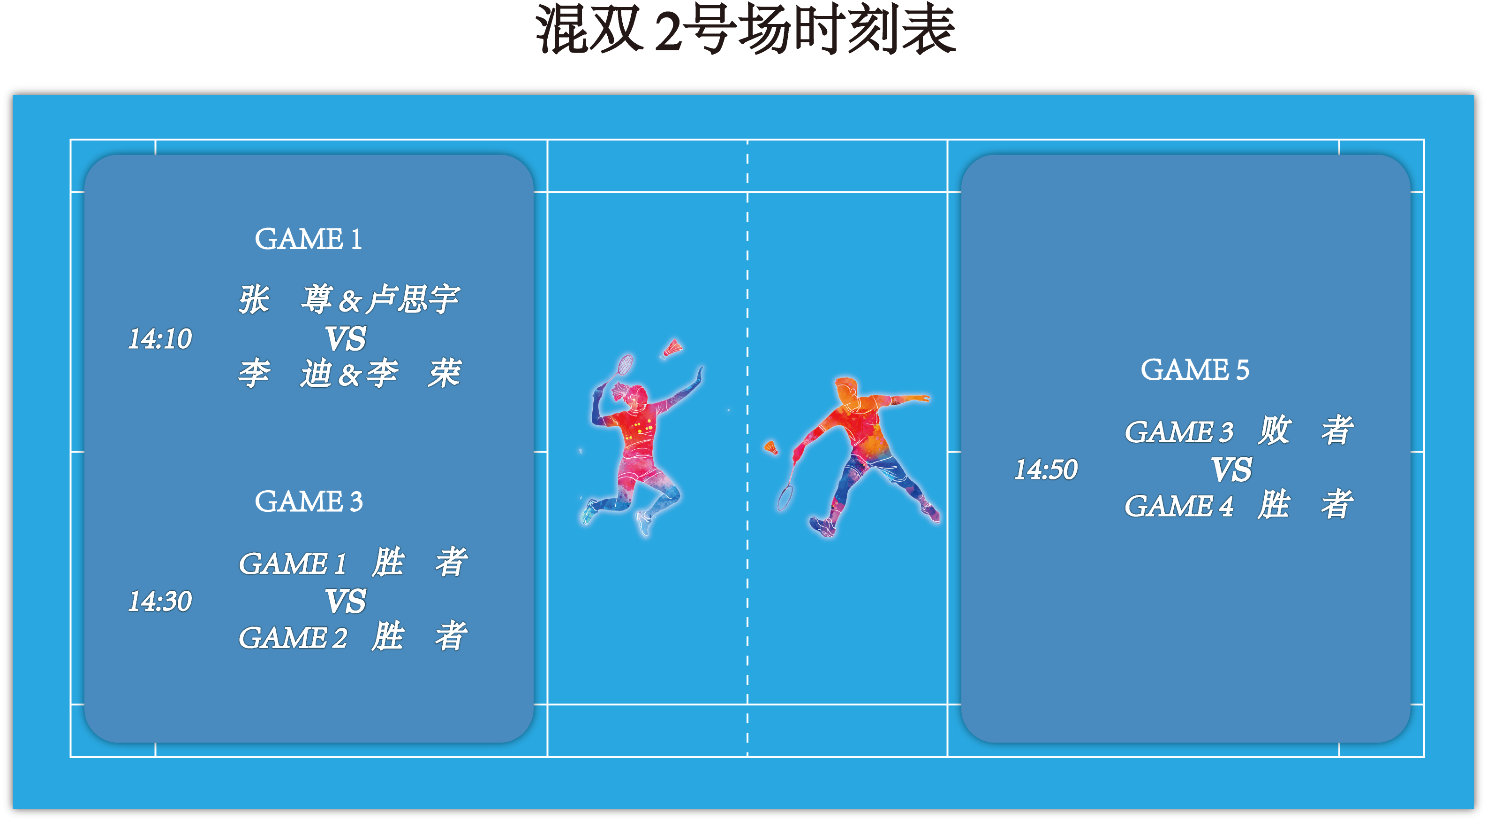 混双 2号场时刻表
GAME 1
张　尊 & 卢思宇
14:10 VS
李　迪 & 李　荣
GAME 3
GAME 1 胜　者
14:30 VS
GAME 2 胜　者
GAME 5
GAME 3 败　者
14:50 VS
GAME 4 胜　者